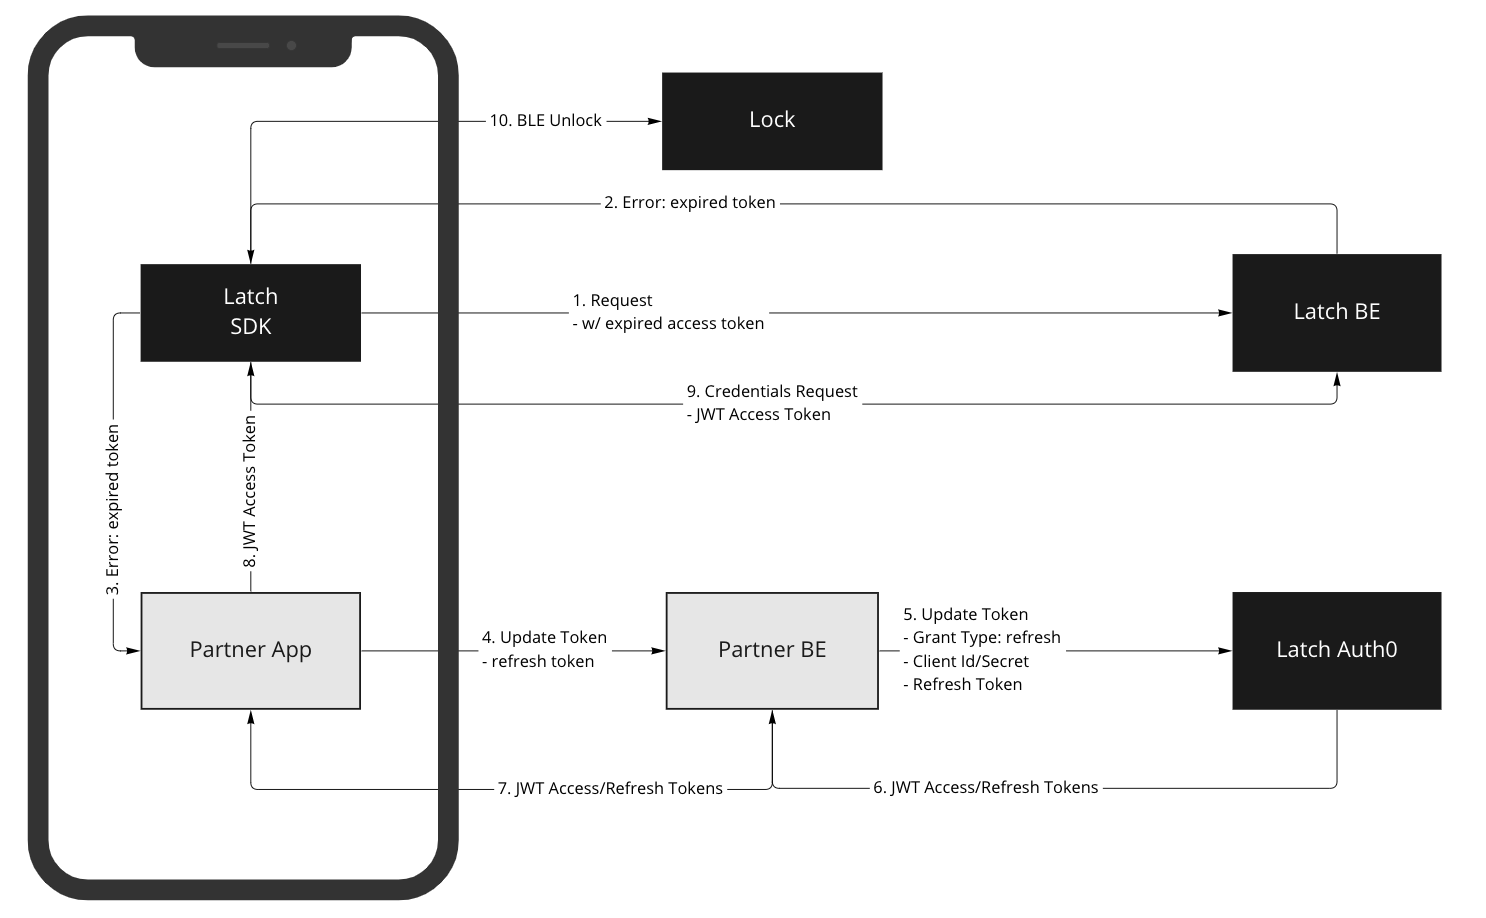 10. BLE Unlock
Lock
2. Error: expired token
Latch
SDK
1. Request
- w/ expired access token
Latch BE
9. Credentials Request
- JWT Access Token
3. Error: expired token
8. JWT Access Token
Partner App
4. Update Token
- refresh token
Partner BE
5. Update Token
- Grant Type: refresh
- Client Id/Secret
- Refresh Token
Latch Auth0
7. JWT Access/Refresh Tokens
6. JWT Access/Refresh Tokens